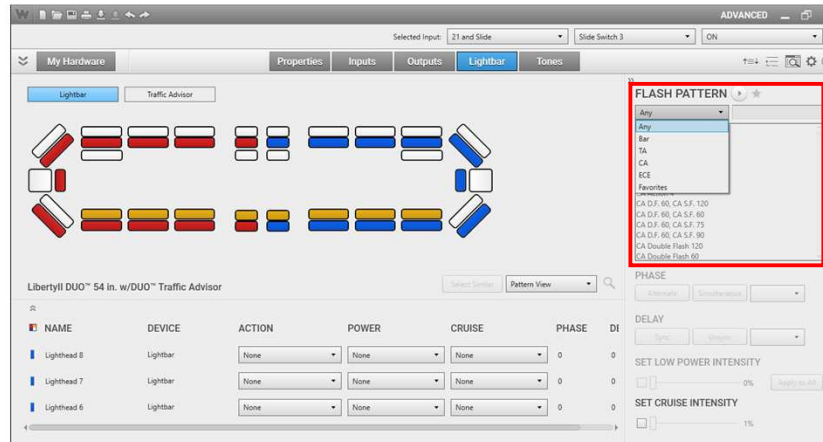 W
ADVANCED
Selected Input: 21 and Slide Slide Switch 3 ON
My Hardware Properties Inputs Outputs Lightbar Tones
Lightbar Traffic Advisor
FLASH PATTERN
Any
Any
Bar
TA
CA
ECE
Favorites
CA D.F. 60, CA S.F. 120
CA D.F. 60, CA S.F. 60
CA D.F. 60, CA S.F. 75
CA D.F. 60, CA S.F. 90
CA Double Flash 120
CA Double Flash 60
LibertyII DUO™ 54 in. w/DUO™ Traffic Advisor Select Similar Pattern View
PHASE
Alternate Simultaneous
NAME DEVICE ACTION POWER CRUISE PHASE DE
Lighthead 8 Lightbar None None None 0 0
Lighthead 7 Lightbar None None None 0 0
Lighthead 6 Lightbar None None None 0 0
DELAY
Sync
SET LOW POWER INTENSITY
0% Apply to All
SET CRUISE INTENSITY
1%